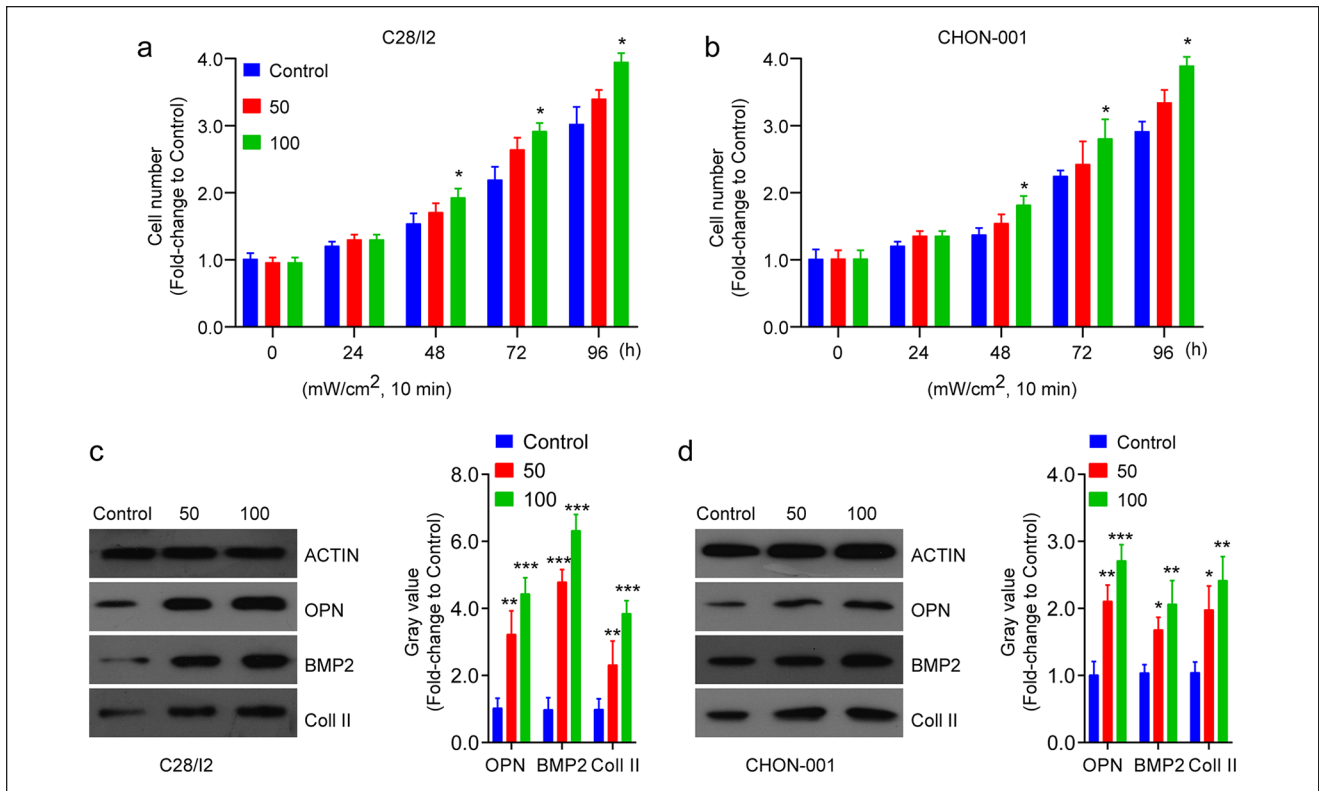 a
C28/I2
Cell number
(Fold-change to Control)
4.0
3.0
2.0
1.0
0.0
Control
50
100
*
*
*
0 24 48 72 96 (h)
(mW/cm², 10 min)
b
CHON-001
Cell number
(Fold-change to Control)
4.0
3.0
2.0
1.0
0.0
*
*
*
0 24 48 72 96 (h)
(mW/cm², 10 min)
c
Control 50 100
ACTIN
OPN
BMP2
Coll II
C28/I2
Gray value
(Fold-change to Control)
8.0
6.0
4.0
2.0
0.0
Control
50
100
** *** *** *** ** ***
OPN BMP2 Coll II
d
Control 50 100
ACTIN
OPN
BMP2
Coll II
CHON-001
Gray value
(Fold-change to Control)
4.0
3.0
2.0
1.0
0.0
Control
50
100
** *** * ** * **
OPN BMP2 Coll II